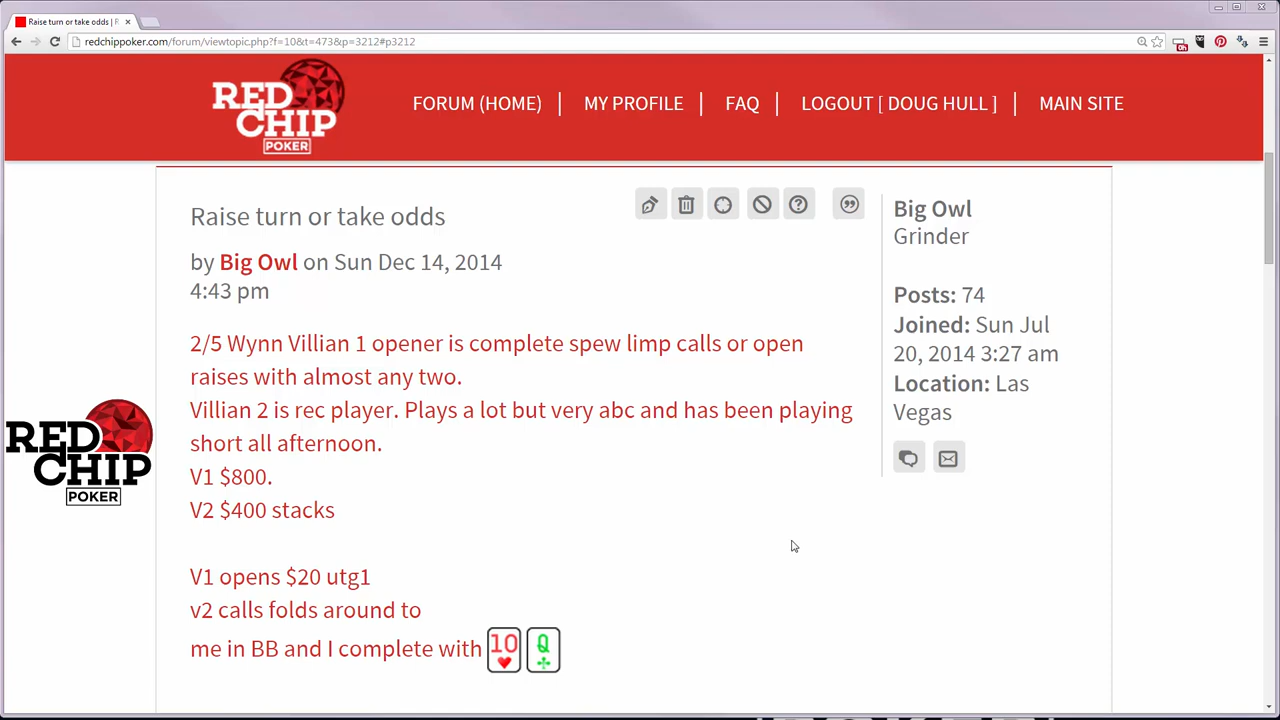 Raise turn or take odds | R
redchippoker.com/forum/viewtopic.php?f=10&t=473&p=3212#p3212
RED CHIP POKER
FORUM (HOME) | MY PROFILE | FAQ | LOGOUT [ DOUG HULL ] | MAIN SITE
Raise turn or take odds
by Big Owl on Sun Dec 14, 2014
4:43 pm
2/5 Wynn Villian 1 opener is complete spew limp calls or open
raises with almost any two.
Villian 2 is rec player. Plays a lot but very abc and has been playing
short all afternoon.
V1 $800.
V2 $400 stacks
V1 opens $20 utg1
v2 calls folds around to
me in BB and I complete with 10♥ Q♣
Big Owl
Grinder
Posts: 74
Joined: Sun Jul
20, 2014 3:27 am
Location: Las
Vegas
RED
CHIP
POKER